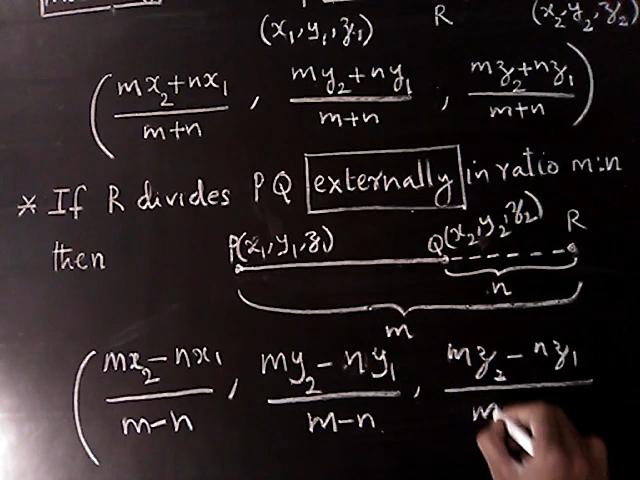 (x₁, y₁, z₁) R (x₂, y₂, z₂)
( mx₂+nx₁ / m+n , my₂+ny₁ / m+n , mz₂+nz₁ / m+n )
* If R divides PQ externally in ratio m:n
then P(x₁, y₁, z₁) Q(x₂, y₂, z₂) R
n
m
( mx₂-nx₁ / m-n , my₂-ny₁ / m-n , mz₂-nz₁ / m